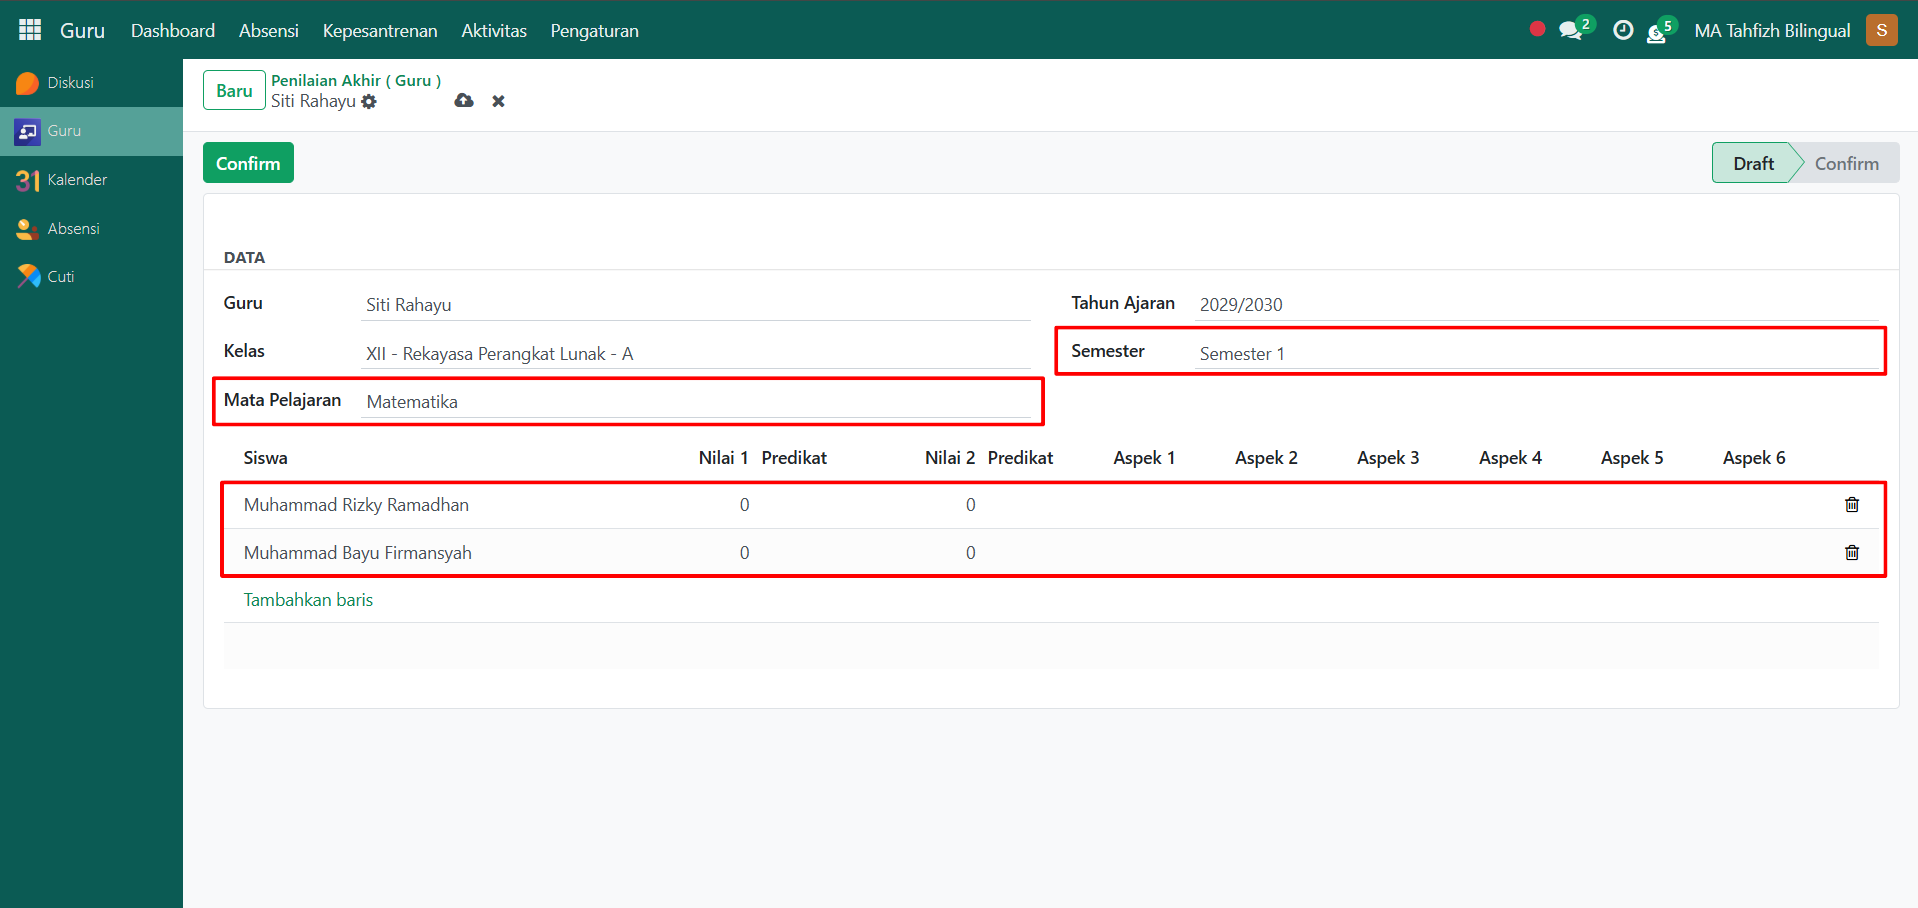 Guru Dashboard Absensi Kepesantrenan Aktivitas Pengaturan 2 5 MA Tahfizh Bilingual S
Diskusi
Guru
31 Kalender
Absensi
Cuti
Baru Penilaian Akhir ( Guru )
Siti Rahayu
Confirm Draft Confirm
DATA
Guru Siti Rahayu Tahun Ajaran 2029/2030
Kelas XII - Rekayasa Perangkat Lunak - A Semester Semester 1
Mata Pelajaran Matematika
Siswa Nilai 1 Predikat Nilai 2 Predikat Aspek 1 Aspek 2 Aspek 3 Aspek 4 Aspek 5 Aspek 6
Muhammad Rizky Ramadhan 0 0
Muhammad Bayu Firmansyah 0 0
Tambahkan baris